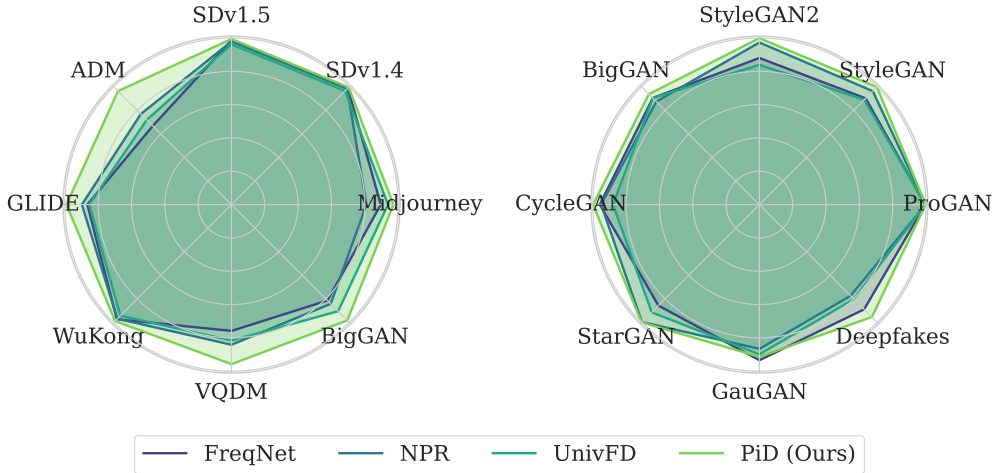 SDv1.5
SDv1.4
Midjourney
BigGAN
VQDM
WuKong
GLIDE
ADM
StyleGAN2
StyleGAN
ProGAN
Deepfakes
GauGAN
StarGAN
CycleGAN
BigGAN
FreqNet NPR UnivFD PiD (Ours)